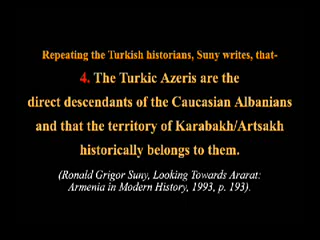 Repeating the Turkish historians, Suny writes, that-
4. The Turkic Azeris are the
direct descendants of the Caucasian Albanians
and that the territory of Karabakh/Artsakh
historically belongs to them.
(Ronald Grigor Suny, Looking Towards Ararat:
Armenia in Modern History, 1993, p. 193).